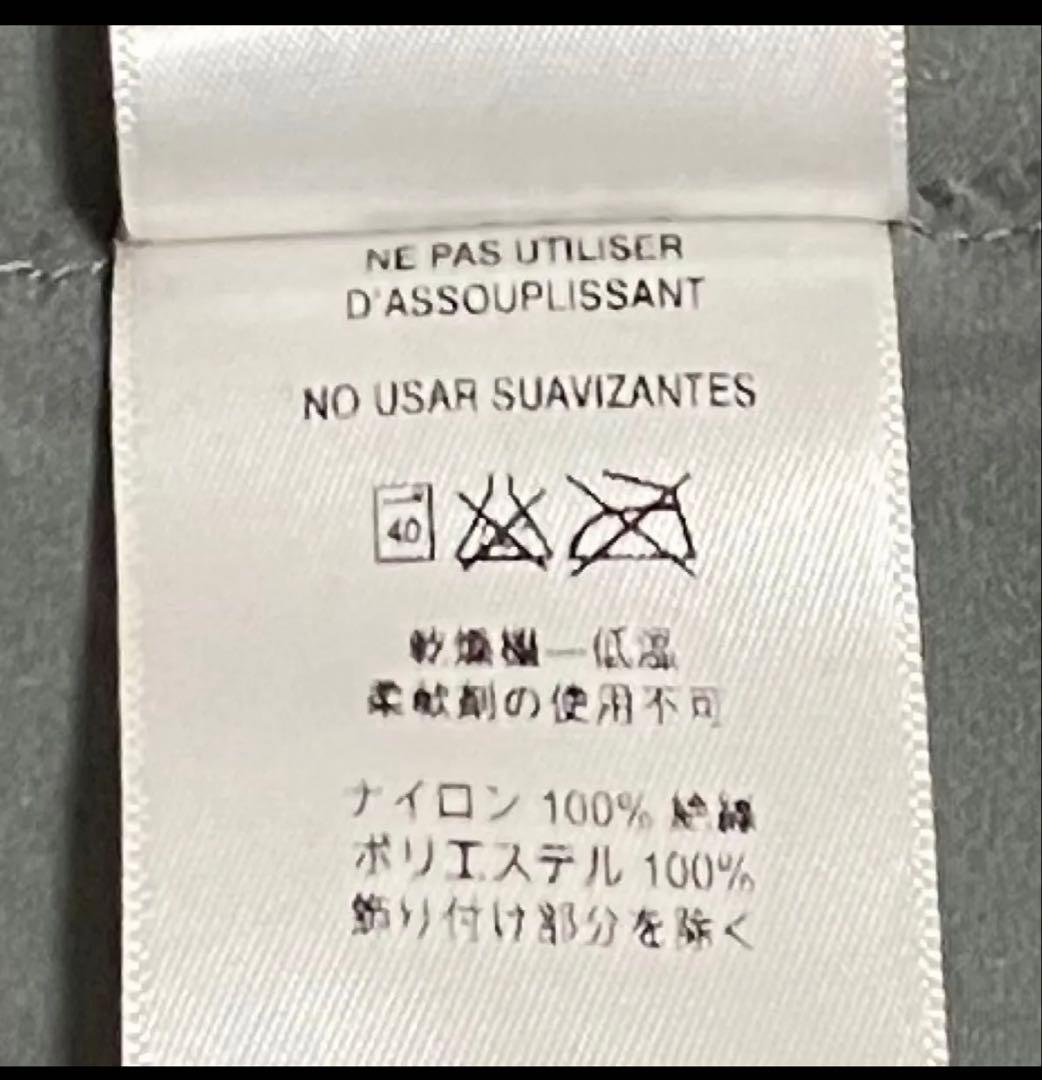 NE PAS UTILISER
D'ASSOUPLISSANT
NO USAR SUAVIZANTES
40
乾燥機—低温
柔軟剤の使用不可
ナイロン 100% 絶縁
ポリエステル 100%
飾り付け部分を除く